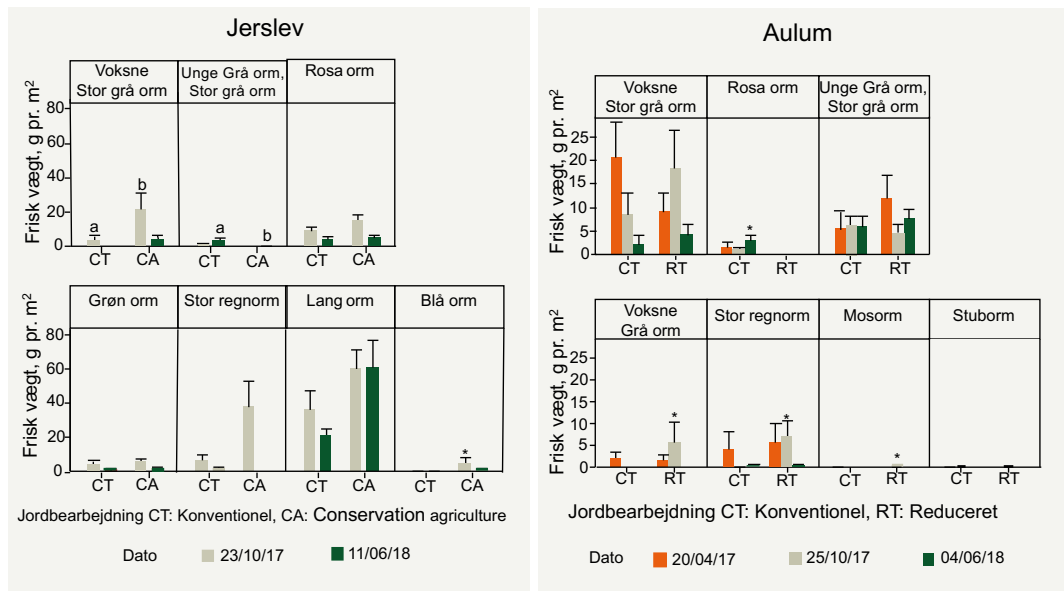 Jerslev
Voksne
Stor grå orm
Unge Grå orm,
Stor grå orm
Rosa orm
Frisk vægt, g pr. m2
80
60
40
20
0
a
b
a
b
CT
CA
CT
CA
CT
CA
Grøn orm
Stor regnorm
Lang orm
Blå orm
Frisk vægt, g pr. m2
80
60
40
20
0
*
CT
CA
CT
CA
CT
CA
CT
CA
Jordbearbejdning CT: Konventionel, CA: Conservation agriculture
Dato 23/10/17 11/06/18
Aulum
Voksne
Stor grå orm
Rosa orm
Unge Grå orm,
Stor grå orm
Frisk vægt, g pr. m2
25
20
15
10
5
0
*
CT
RT
CT
RT
CT
RT
Voksne
Grå orm
Stor regnorm
Mosorm
Stuborm
Frisk vægt, g pr. m2
25
20
15
10
5
0
*
*
*
CT
RT
CT
RT
CT
RT
CT
RT
Jordbearbejdning CT: Konventionel, RT: Reduceret
Dato 20/04/17 25/10/17 04/06/18